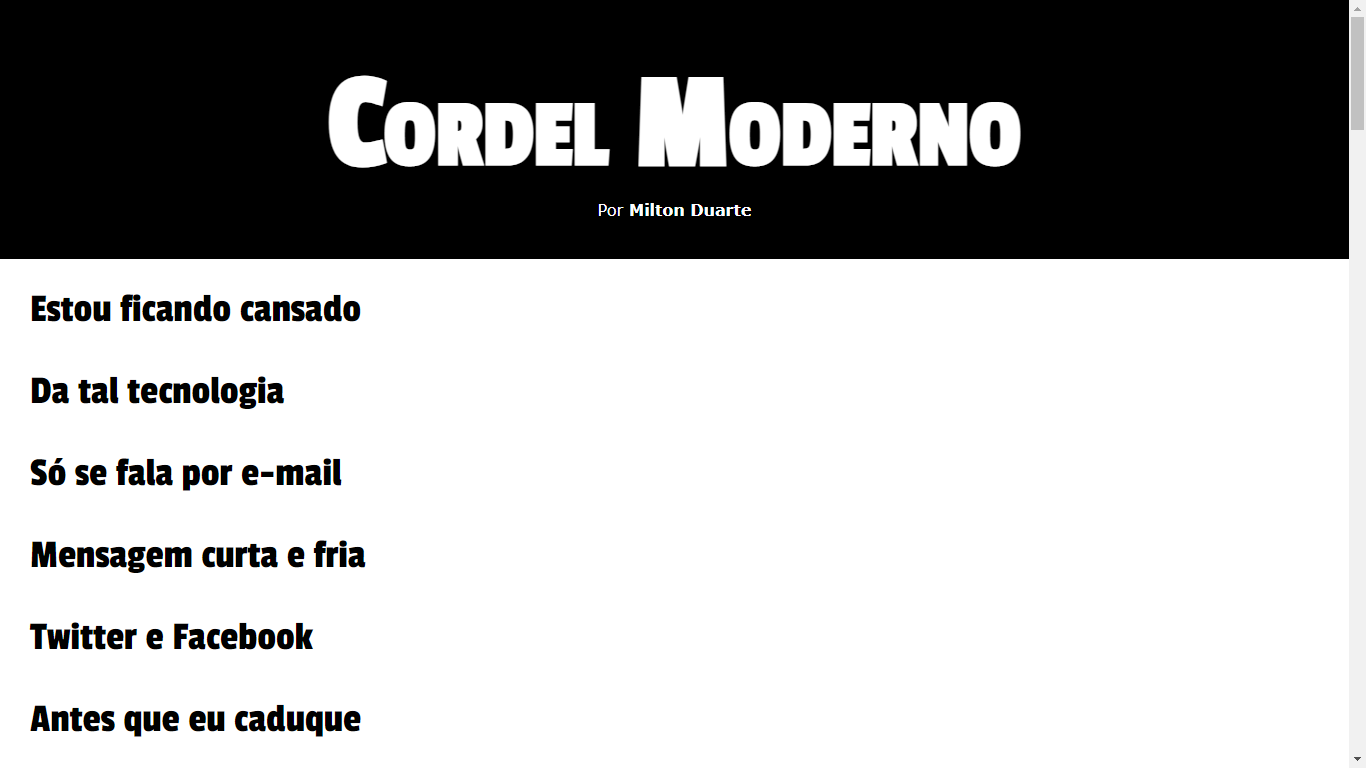 Cordel Moderno
Por Milton Duarte
Estou ficando cansado
Da tal tecnologia
Só se fala por e-mail
Mensagem curta e fria
Twitter e Facebook
Antes que eu caduque